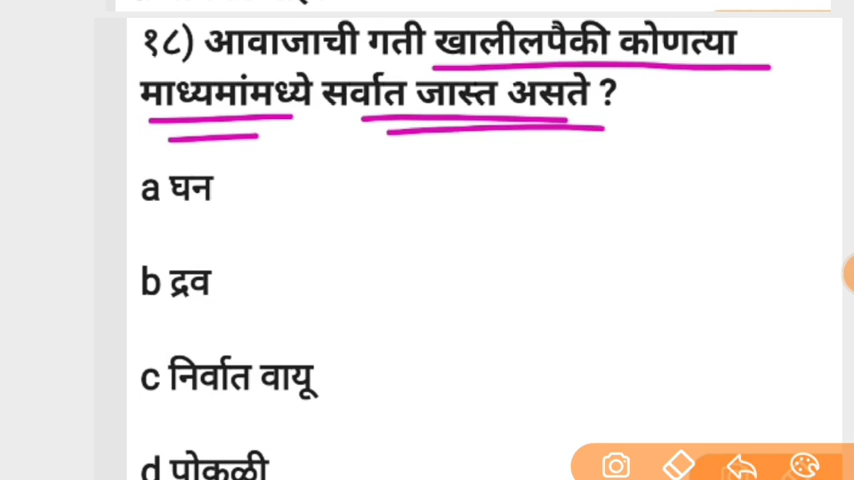 १८) आवाजाची गती खालीलपैकी कोणत्या
माध्यमांमध्ये सर्वात जास्त असते ?
a घन
b द्रव
c निर्वात वायू
d पोकळी